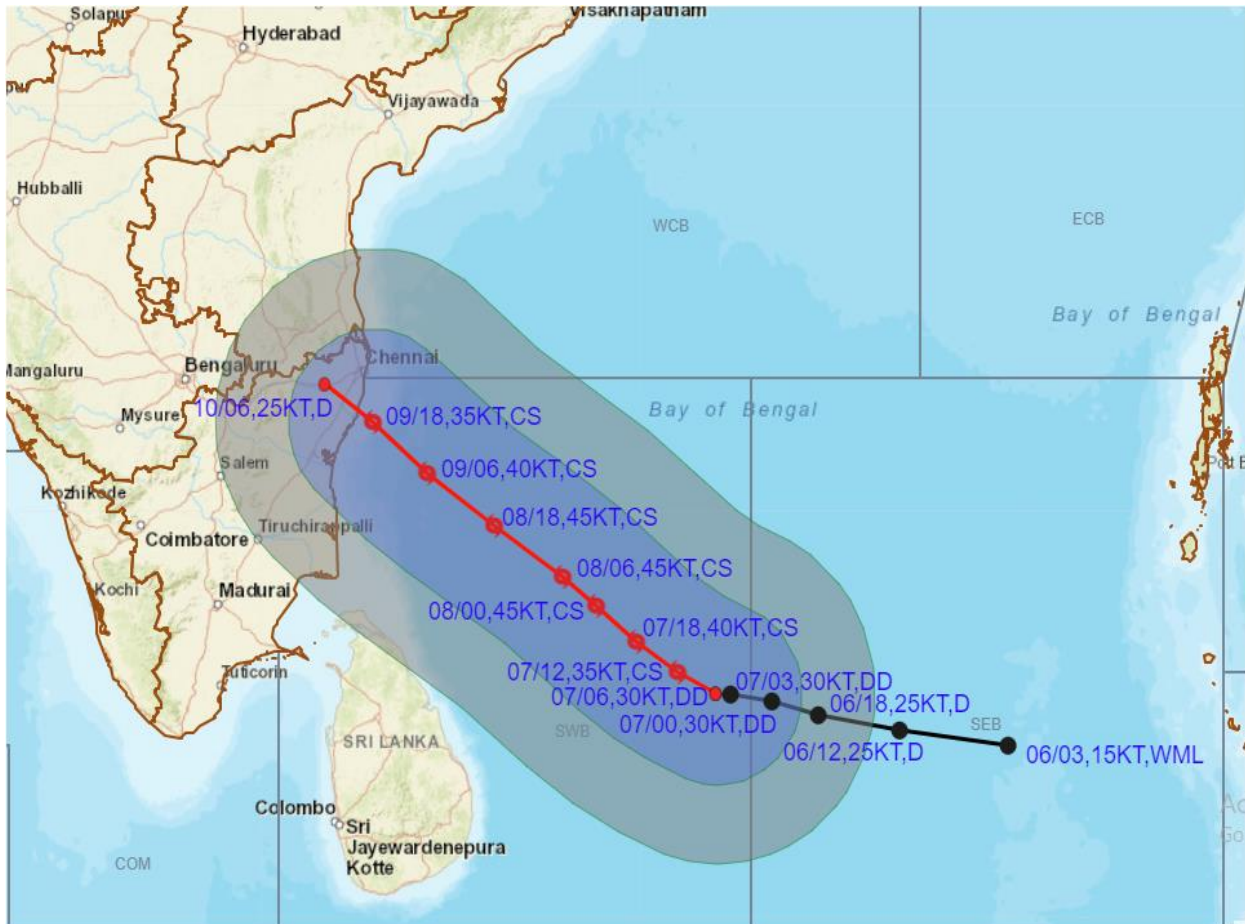 Solapu
Visakhapatnam
Hyderabad
Vijayawada
Hubballi
WCB
ECB
Bay of Bengal
Chennai
Bengaluru
Mangaluru
Bay of Bengal
10/06,25KT,D
09/18,35KT,CS
Mysuru
09/06,40KT,CS
Salem
Kozhikode
08/18,45KT,CS
Tiruchirappalli
Coimbatore
08/06,45KT,CS
Kochi
Madurai
08/00,45KT,CS
07/18,40KT,CS
Tuticorin
07/12,35KT,CS
07/03,30KT,DD
07/06,30KT,DD
06/18,25KT,D
07/00,30KT,DD
SEB
SWB
SRI LANKA
06/12,25KT,D
06/03,15KT,WML
Colombo
Sri
Jayewardenepura
Kotte
COM